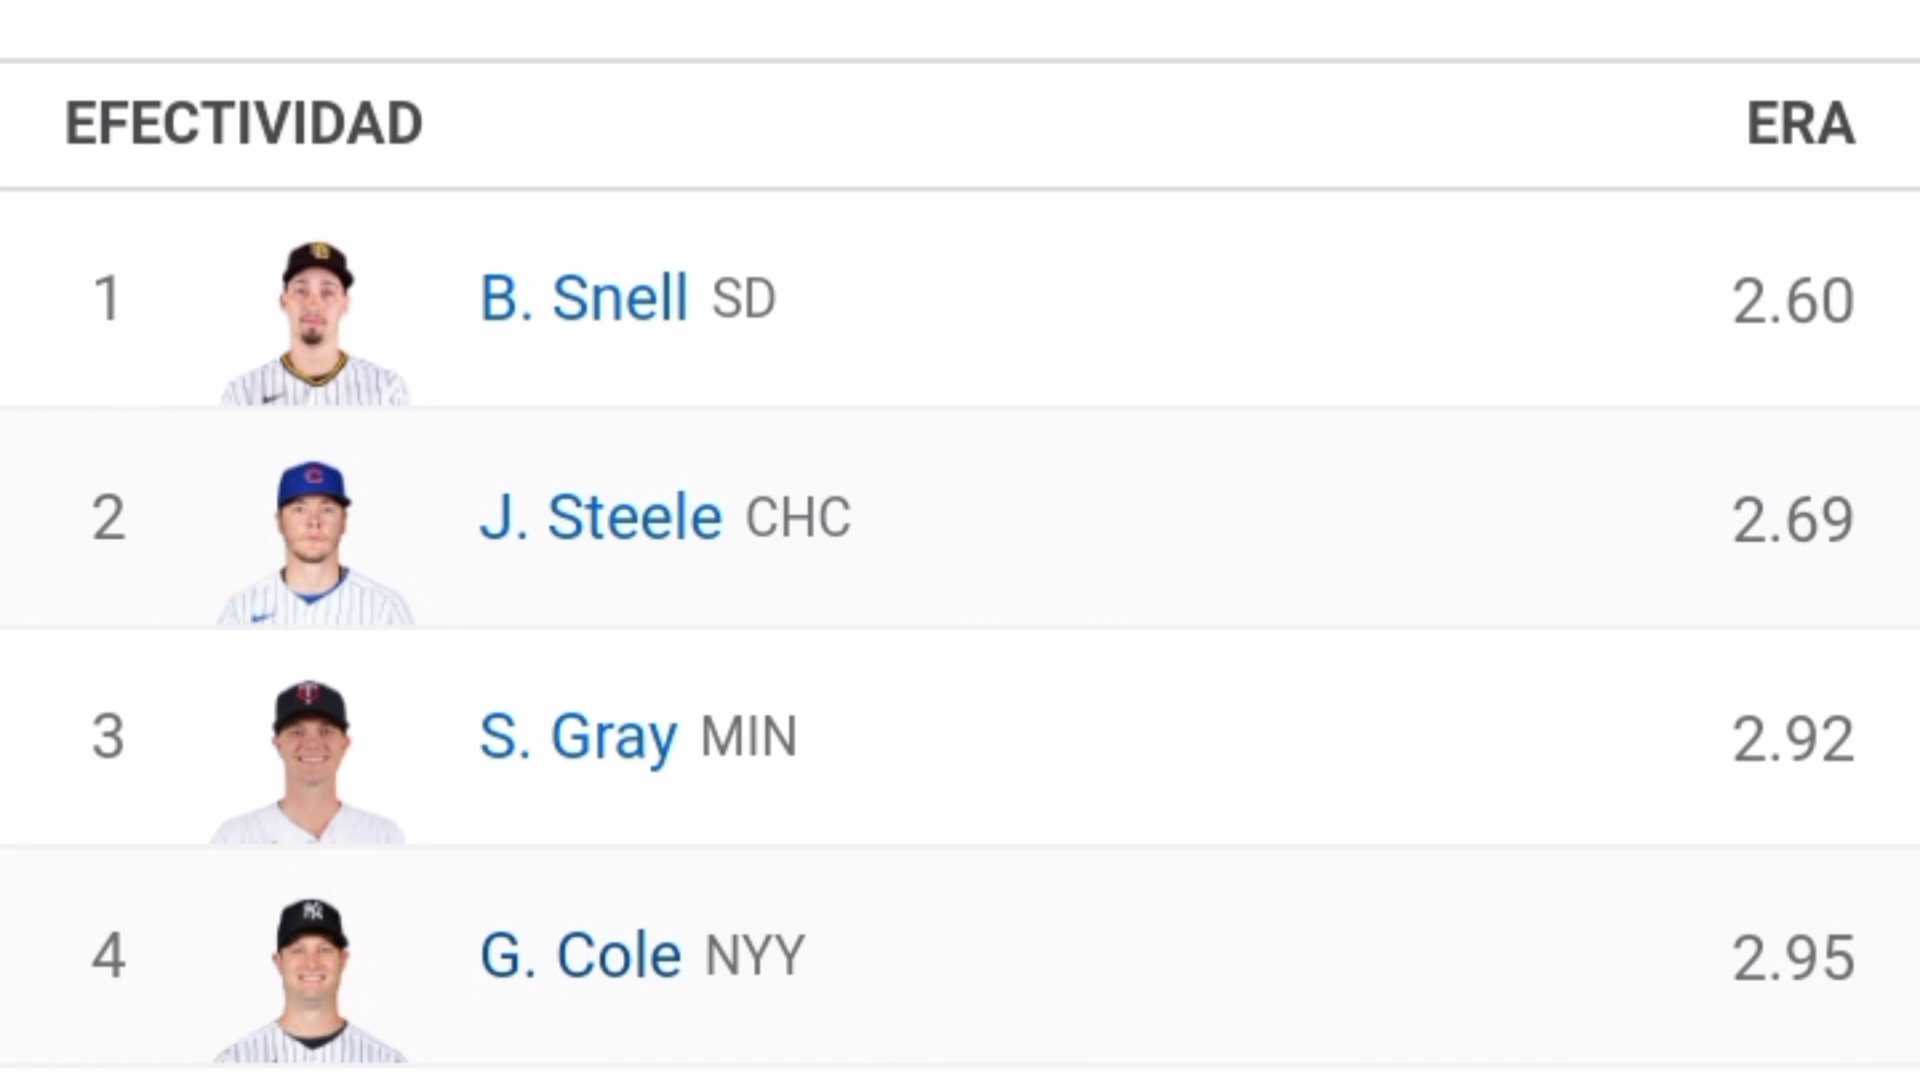 EFECTIVIDAD ERA
1 B. Snell SD 2.60
2 J. Steele CHC 2.69
3 S. Gray MIN 2.92
4 G. Cole NYY 2.95